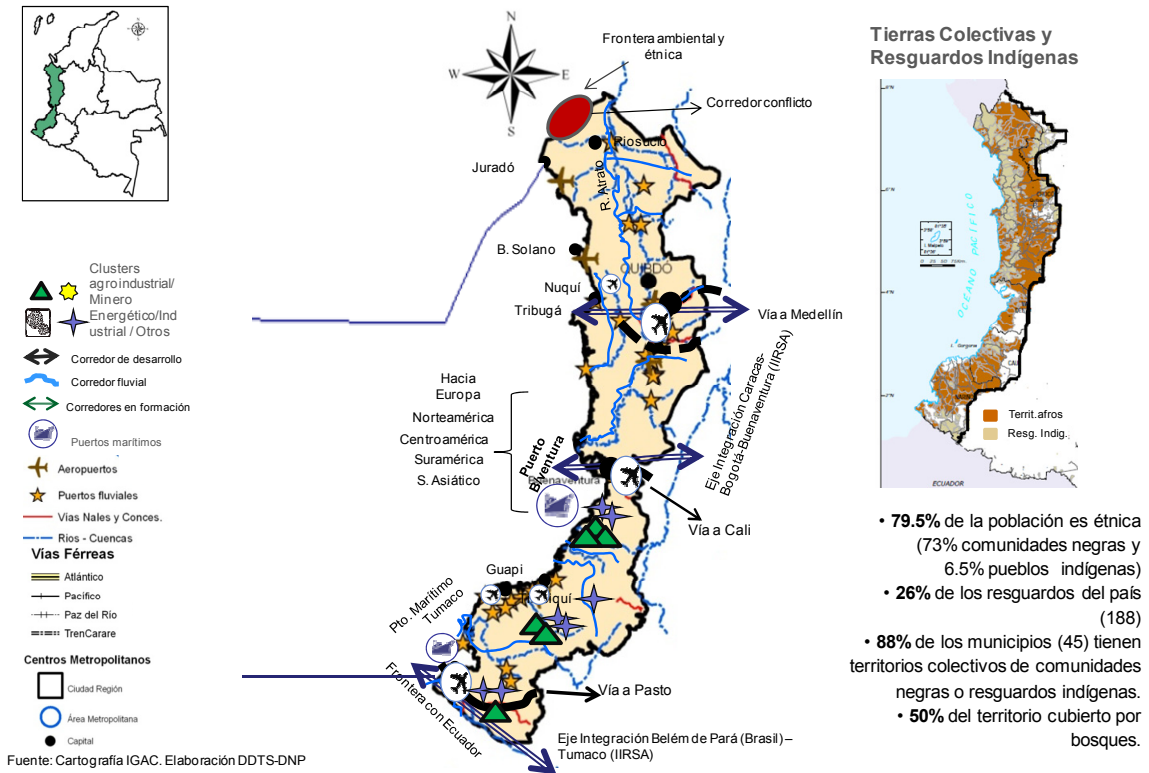 N
W
E
S
Frontera ambiental y
étnica
Corredor conflicto
Riosucio
Juradó
R. Atrato
B. Solano
QUIBDÓ
Nuquí
Tribugá
Vía a Medellín
Hacia
Europa
Norteamérica
Centroamérica
Suramérica
S. Asiático
Puerto
B/ventura
Buenaventura
Eje Integración Caracas-
Bogotá-Buenaventura (IIRSA)
Vía a Cali
Guapi
Pto. Marítimo
Tumaco
Frontera con Ecuador
Vía a Pasto
Eje Integración Belém de Pará (Brasil) –
Tumaco (IIRSA)
Clusters
agroindustrial/
Minero
Energético/Ind
ustrial / Otros
Corredor de desarrollo
Corredor fluvial
Corredores en formación
Puertos marítimos
Aeropuertos
Puertos fluviales
Vías Nales y Conces.
Rios - Cuencas
Vías Férreas
Atlántico
Pacífico
Paz del Río
TrenCarare
Centros Metropolitanos
Ciudad Región
Área Metropolitana
Capital
Fuente: Cartografía IGAC. Elaboración DDTS-DNP
Tierras Colectivas y
Resguardos Indígenas
OCEANO PACIFICO
Territ.afros
Resg. Indig.
ECUADOR
• 79.5% de la población es étnica
(73% comunidades negras y
6.5% pueblos indígenas)
• 26% de los resguardos del país
(188)
• 88% de los municipios (45) tienen
territorios colectivos de comunidades
negras o resguardos indígenas.
• 50% del territorio cubierto por
bosques.